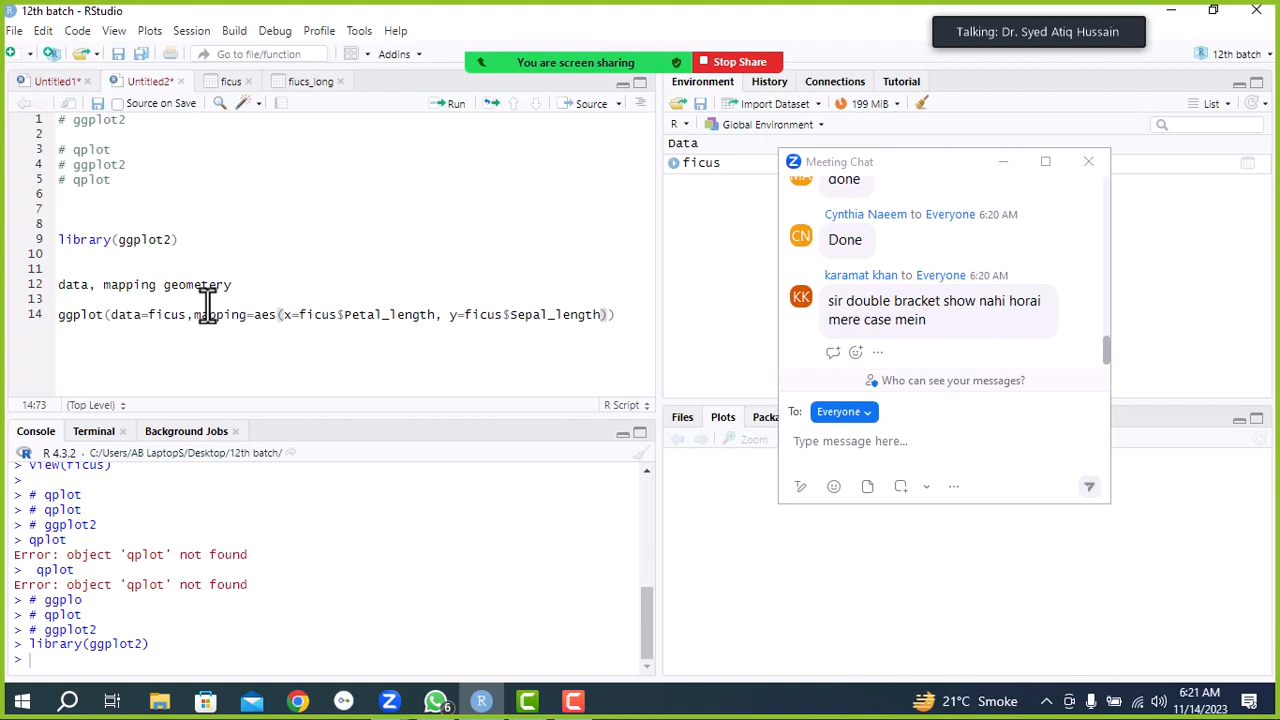 12th batch - RStudio
File Edit Code View Plots Session Build Debug Profile Tools Help
Talking: Dr. Syed Atiq Hussain
Go to file/function
Addins
You are screen sharing
Stop Share
12th batch
Untitled1*
Untitled2*
ficus
fiucs_long
Environment
History
Connections
Tutorial
Source on Save
Run
Source
Import Dataset
199 MiB
List
R
Global Environment
Data
ficus
1 # ggplot2
2
3 # qplot
4 # ggplot2
5 # qplot
6
7
8
9 library(ggplot2)
10
11
12 data, mapping geometery
13
14 ggplot(data=ficus,mapping=aes(x=ficus$Petal_length, y=ficus$Sepal_length))
14:73
(Top Level)
R Script
Meeting Chat
done
Cynthia Naeem to Everyone 6:20 AM
CN
Done
karamat khan to Everyone 6:20 AM
KK
sir double bracket show nahi horai
mere case mein
Who can see your messages?
To: Everyone
Type message here...
Files
Plots
Packa
Zoom
Console
Terminal
Background Jobs
R 4.3.2 · C:/Users/AB LaptopS/Desktop/12th batch/
> view(ficus)
>
> # qplot
> # qplot
> # ggplot2
> qplot
Error: object 'qplot' not found
> qplot
Error: object 'qplot' not found
> # ggplo
> # qplot
> # ggplot2
> library(ggplot2)
>
6
21°C Smoke
6:21 AM
11/14/2023